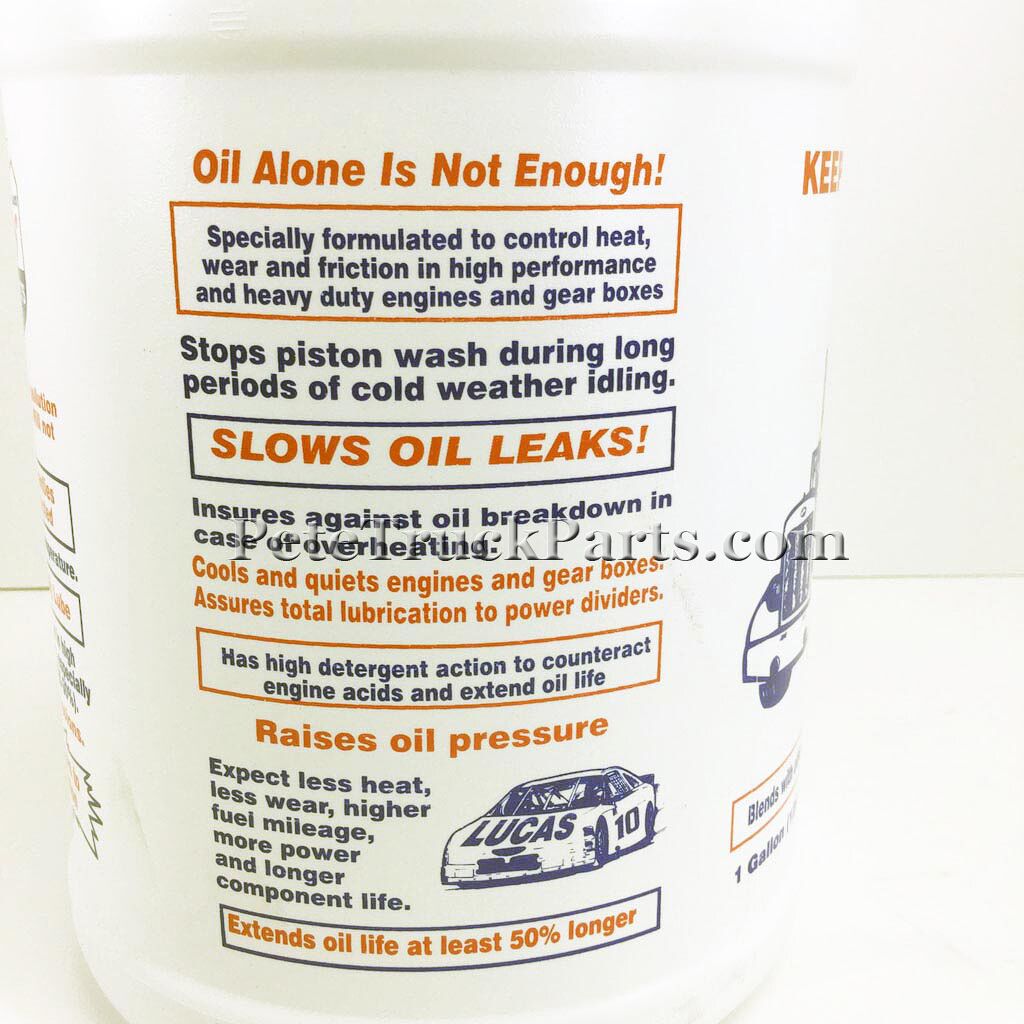 Oil Alone Is Not Enough!
Specially formulated to control heat,
wear and friction in high performance
and heavy duty engines and gear boxes
Stops piston wash during long
periods of cold weather idling.
SLOWS OIL LEAKS!
Insures against oil breakdown in
case of overheating.
PeteTruckParts.com
Cools and quiets engines and gear boxes.
Assures total lubrication to power dividers.
Has high detergent action to counteract
engine acids and extend oil life
Raises oil pressure
Expect less heat,
less wear, higher
fuel mileage,
more power
and longer
component life.
LUCAS 10
Extends oil life at least 50% longer
KEEP
Blends with
1 Gallon
not